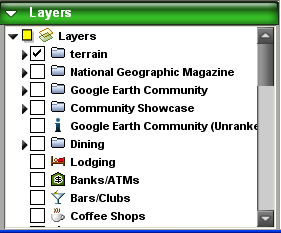 Layers
Layers
terrain
National Geographic Magazine
Google Earth Community
Community Showcase
Google Earth Community (Unranke
Dining
Lodging
Banks/ATMs
Bars/Clubs
Coffee Shops